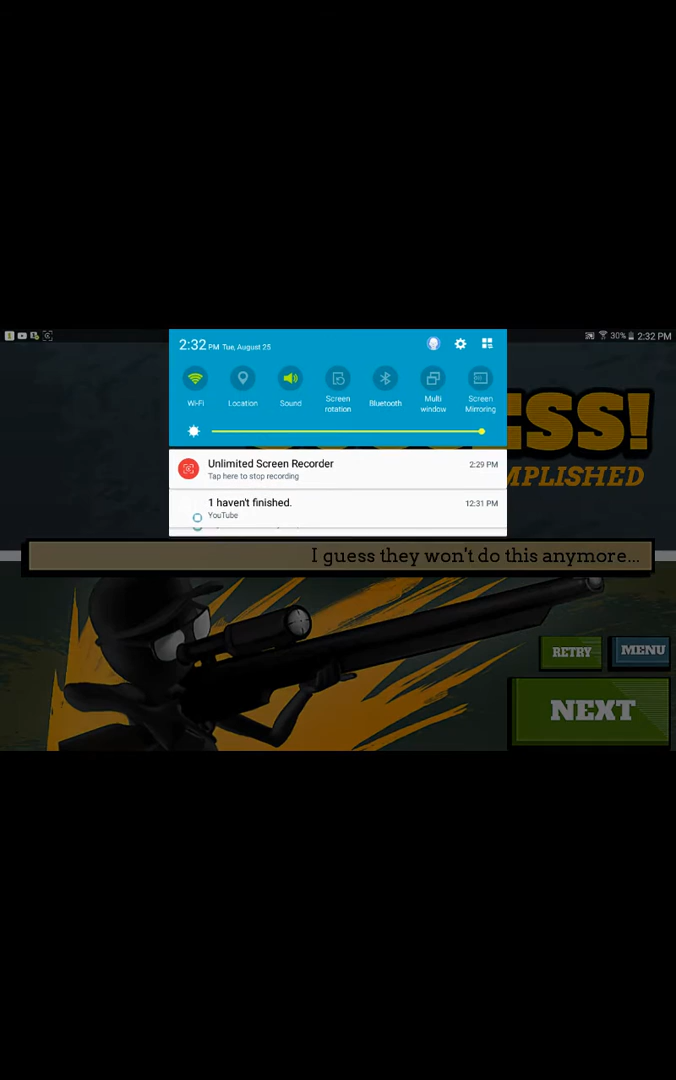 30% 2:32 PM
2:32 PM Tue, August 25
Wi-Fi Location Sound Screen rotation Bluetooth Multi window Screen Mirroring
ESS!
MPLISHED
Unlimited Screen Recorder 2:29 PM
Tap here to stop recording
1 haven't finished. 12:31 PM
YouTube
I guess they won't do this anymore...
RETRY MENU
NEXT